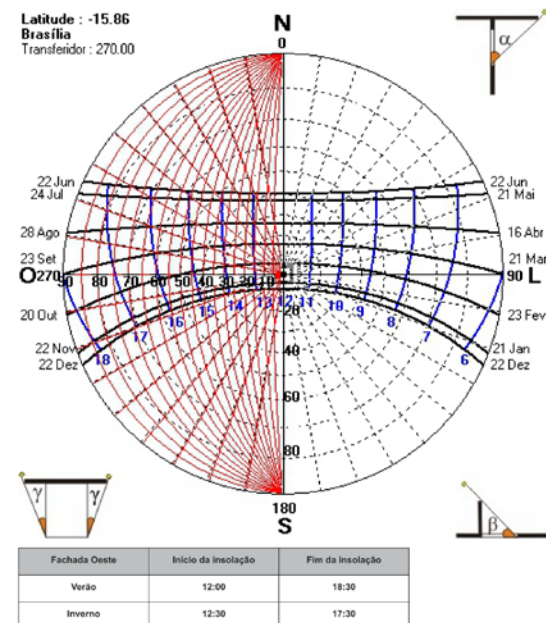 Latitude : -15.86
Brasília
Transferidor : 270.00
N
0
α
22 Jun
24 Jul
28 Ago
23 Set
O 270
20 Out
22 Nov
22 Dez
22 Jun
21 Mai
16 Abr
21 Mar
90 L
23 Fev
21 Jan
22 Dez
90 80 70 60 50 40 30 20 10
18 17 16 15 14 13 12 11 10 9 8 7 6
20
40
60
80
180
S
γ γ
β
Fachada Oeste Início da insolação Fim da insolação
Verão 12:00 18:30
Inverno 12:30 17:30